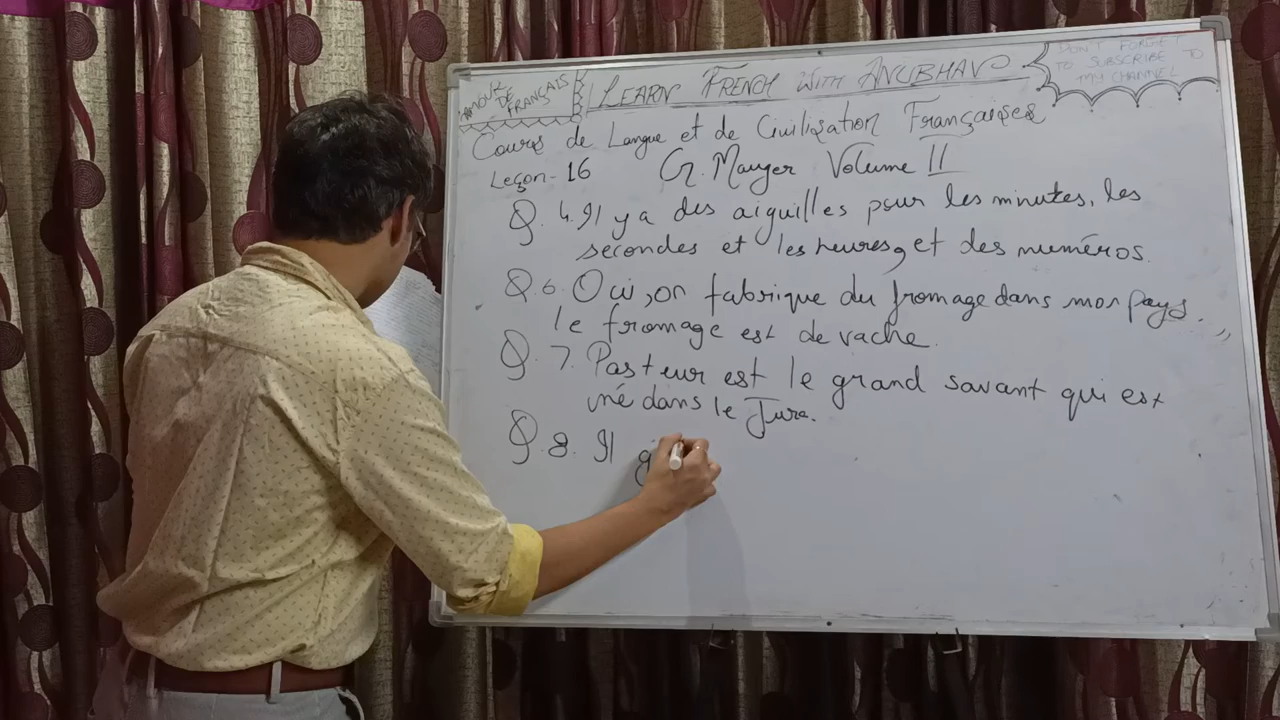 AMOUR DE FRANÇAIS
LEARN FRENCH WITH ANUBHAV
DON'T FORGET
TO SUBSCRIBE TO
MY CHANNEL
Cours de Langue et de Civilisation Françaises
Leçon-16 G. Mauger Volume II
Q. 4. Il y a des aiguilles pour les minutes, les
secondes et les heures, et des numéros.
Q. 6. Oui, on fabrique du fromage dans mon pays.
le fromage est de vache.
Q. 7. Pasteur est le grand savant qui est
né dans le Jura.
Q. 8. Il